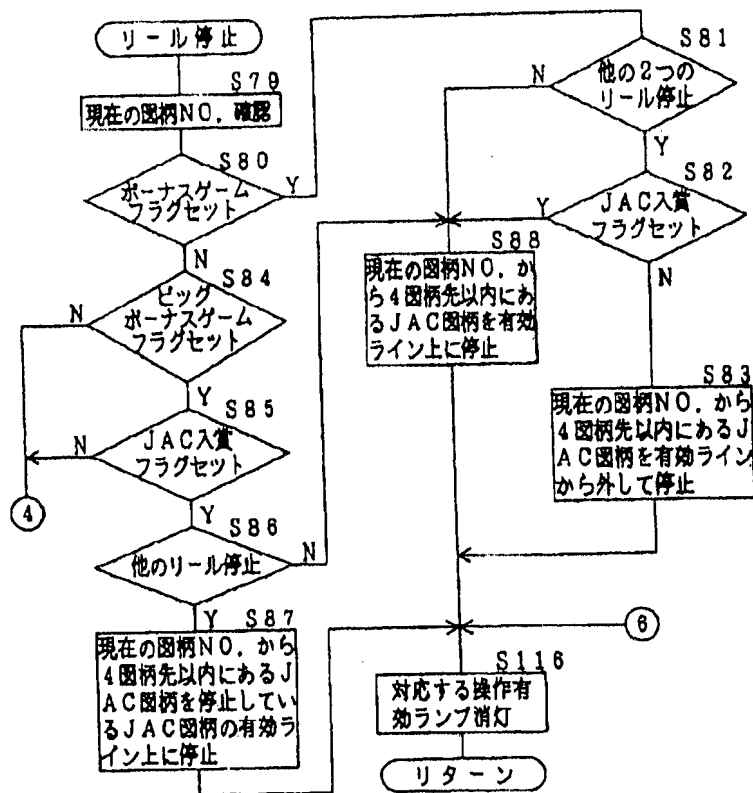 リール停止
S79
現在の図柄NO.確認
S80
ボーナスゲーム
フラグセット
Y
N
S84
ビッグ
ボーナスゲーム
フラグセット
N
Y
S85
JAC入賞
フラグセット
N
Y
4
S86
他のリール停止
N
Y
S87
現在の図柄NO.から
4図柄先以内にあるJ
AC図柄を停止してい
るJAC図柄の有効ラ
イン上に停止
S81
他の2つの
リール停止
N
Y
S82
JAC入賞
フラグセット
Y
N
S88
現在の図柄NO.か
ら4図柄先以内にあ
るJAC図柄を有効
ライン上に停止
S83
現在の図柄NO.から
4図柄先以内にあるJ
AC図柄を有効ライン
から外して停止
6
S116
対応する操作有
効ランプ消灯
リターン